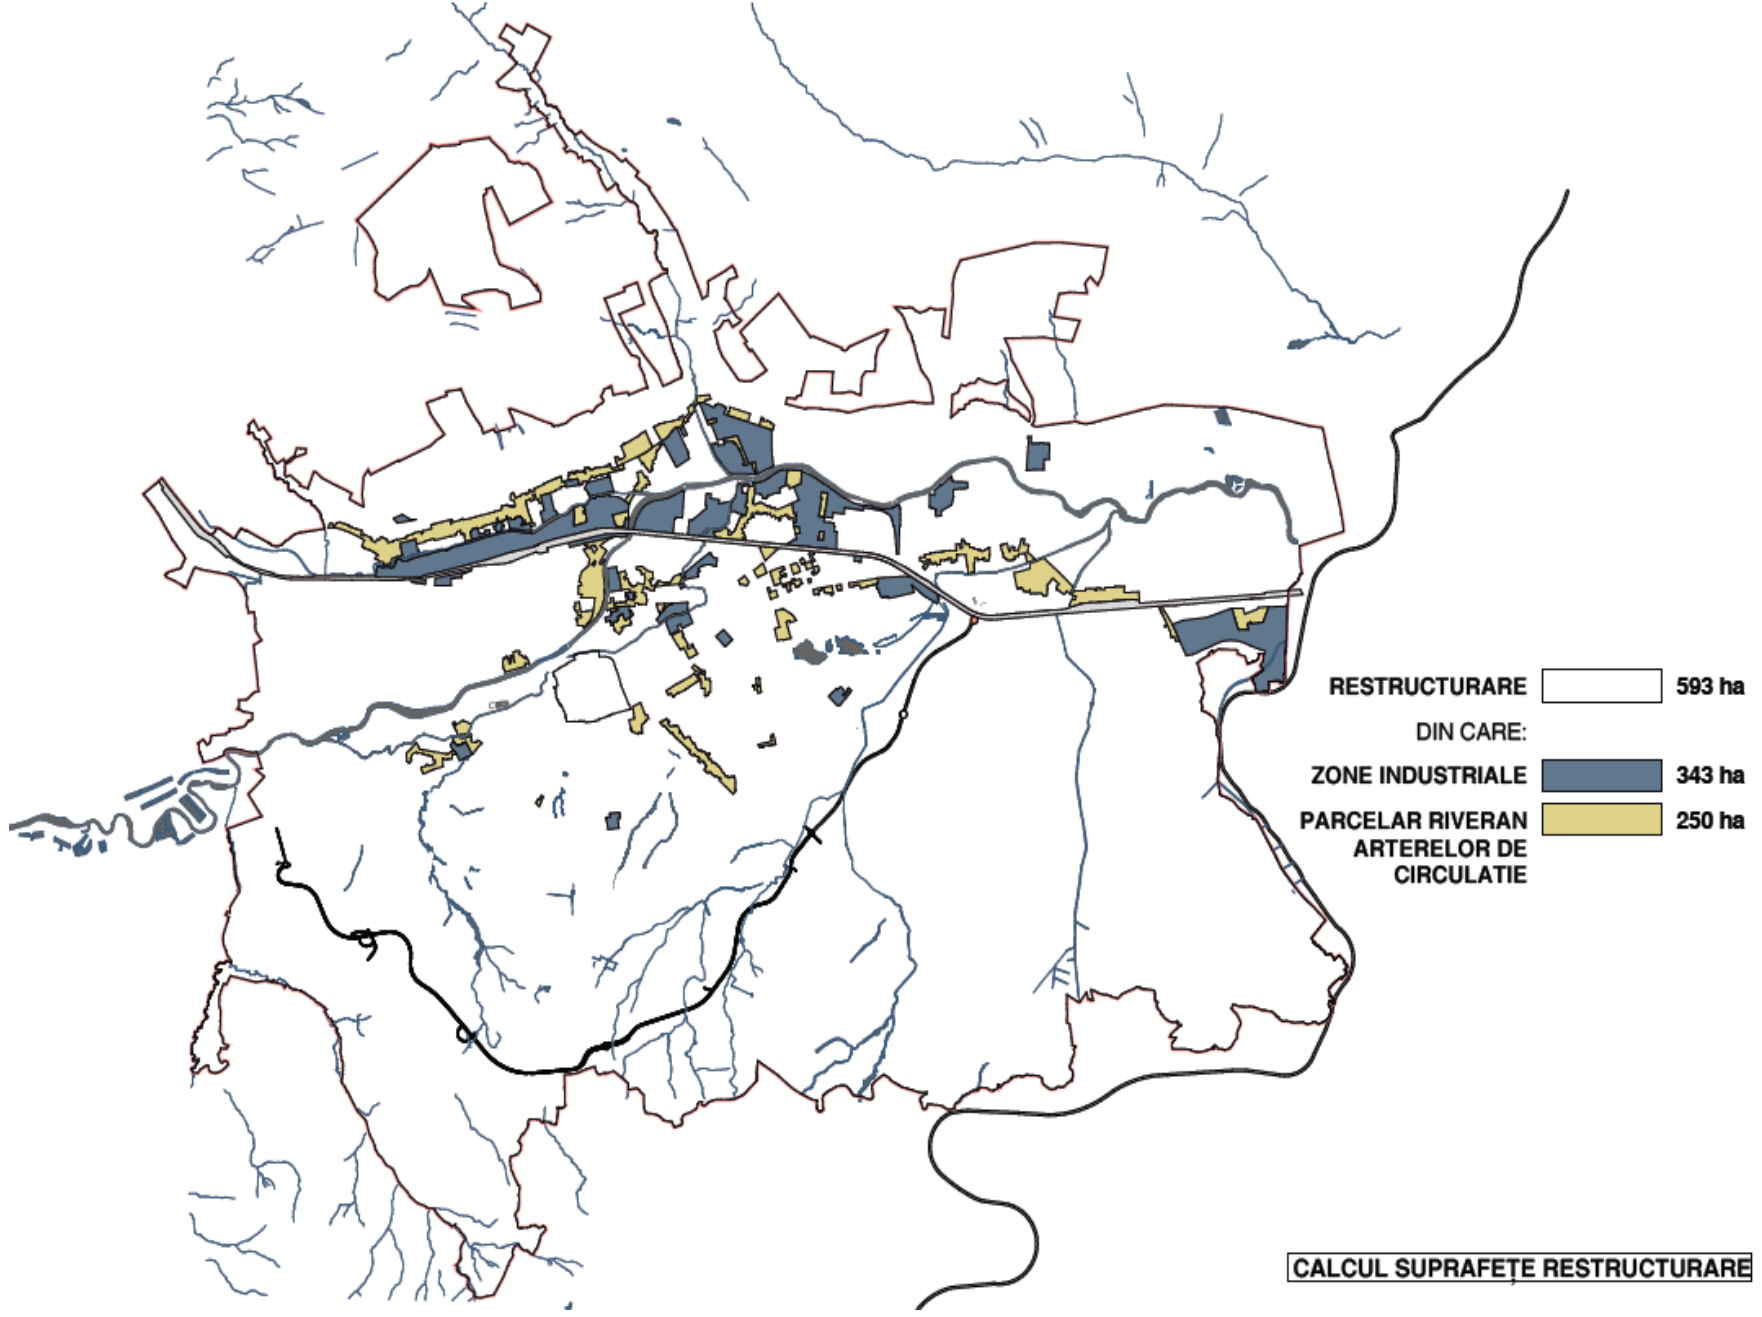 RESTRUCTURARE 593 ha
DIN CARE:
ZONE INDUSTRIALE 343 ha
PARCELAR RIVERAN 250 ha
ARTERELOR DE
CIRCULATIE
CALCUL SUPRAFEȚE RESTRUCTURARE